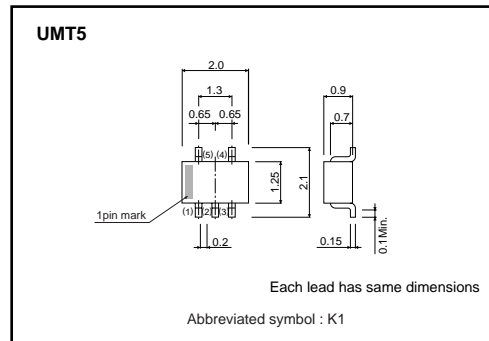 UMT5
2.0
1.3
0.9
0.65 0.65
0.7
(5) (4)
1.25
2.1
1pin mark
(1) (2) (3)
0.2
0.15
0.1Min.
Each lead has same dimensions
Abbreviated symbol : K1